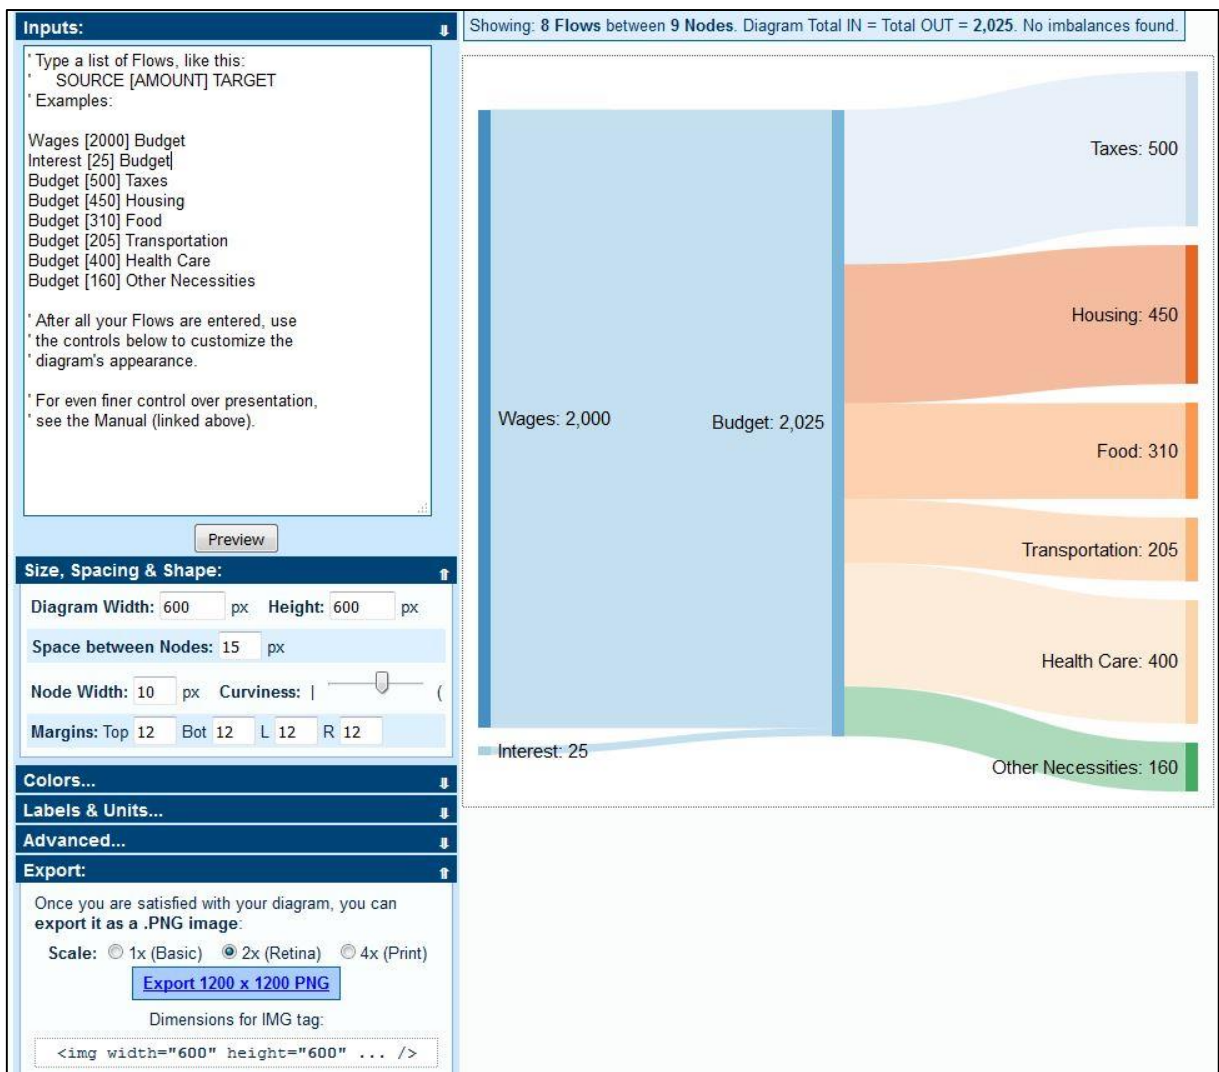 Inputs:
' Type a list of Flows, like this:
' SOURCE [AMOUNT] TARGET
' Examples:
Wages [2000] Budget
Interest [25] Budget
Budget [500] Taxes
Budget [450] Housing
Budget [310] Food
Budget [205] Transportation
Budget [400] Health Care
Budget [160] Other Necessities
' After all your Flows are entered, use
' the controls below to customize the
' diagram's appearance.
' For even finer control over presentation,
' see the Manual (linked above).
Preview
Size, Spacing & Shape:
Diagram Width: 600 px Height: 600 px
Space between Nodes: 15 px
Node Width: 10 px Curviness: | (
Margins: Top 12 Bot 12 L 12 R 12
Colors...
Labels & Units...
Advanced...
Export:
Once you are satisfied with your diagram, you can
export it as a .PNG image:
Scale: 1x (Basic) 2x (Retina) 4x (Print)
Export 1200 x 1200 PNG
Dimensions for IMG tag:
<img width="600" height="600" ... />
Showing: 8 Flows between 9 Nodes. Diagram Total IN = Total OUT = 2,025. No imbalances found.
Wages: 2,000
Interest: 25
Budget: 2,025
Taxes: 500
Housing: 450
Food: 310
Transportation: 205
Health Care: 400
Other Necessities: 160